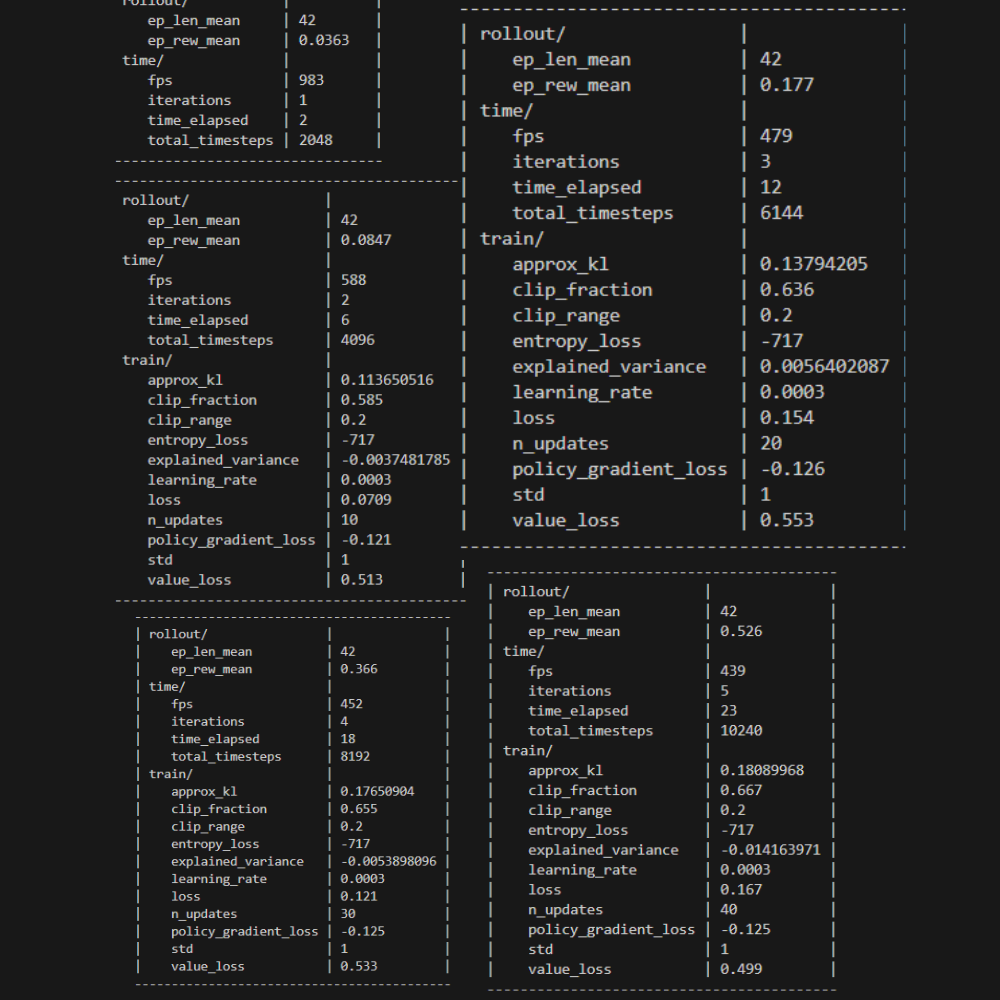 rollout/
ep_len_mean | 42 |
ep_rew_mean | 0.0363 |
time/ | |
fps | 983 |
iterations | 1 |
time_elapsed | 2 |
total_timesteps | 2048 |
---------------------------------
-----------------------------------------
rollout/ |
ep_len_mean | 42
ep_rew_mean | 0.0847
time/ |
fps | 588
iterations | 2
time_elapsed | 6
total_timesteps | 4096
train/ |
approx_kl | 0.113650516
clip_fraction | 0.585
clip_range | 0.2
entropy_loss | -717
explained_variance | -0.0037481785
learning_rate | 0.0003
loss | 0.0709
n_updates | 10
policy_gradient_loss | -0.121
std | 1
value_loss | 0.513 |
------------------------------------------
------------------------------------------
| rollout/ | |
| ep_len_mean | 42 |
| ep_rew_mean | 0.177 |
| time/ | |
| fps | 479 |
| iterations | 3 |
| time_elapsed | 12 |
| total_timesteps | 6144 |
| train/ | |
| approx_kl | 0.13794205 |
| clip_fraction | 0.636 |
| clip_range | 0.2 |
| entropy_loss | -717 |
| explained_variance | 0.0056402087 |
| learning_rate | 0.0003 |
| loss | 0.154 |
| n_updates | 20 |
| policy_gradient_loss | -0.126 |
| std | 1 |
| value_loss | 0.553 |
------------------------------------------
-------------------------------------------
| rollout/ | |
| ep_len_mean | 42 |
| ep_rew_mean | 0.366 |
| time/ | |
| fps | 452 |
| iterations | 4 |
| time_elapsed | 18 |
| total_timesteps | 8192 |
| train/ | |
| approx_kl | 0.17650904 |
| clip_fraction | 0.655 |
| clip_range | 0.2 |
| entropy_loss | -717 |
| explained_variance | -0.0053898096 |
| learning_rate | 0.0003 |
| loss | 0.121 |
| n_updates | 30 |
| policy_gradient_loss | -0.125 |
| std | 1 |
| value_loss | 0.533 |
-------------------------------------------
------------------------------------------
| rollout/ | |
| ep_len_mean | 42 |
| ep_rew_mean | 0.526 |
| time/ | |
| fps | 439 |
| iterations | 5 |
| time_elapsed | 23 |
| total_timesteps | 10240 |
| train/ | |
| approx_kl | 0.18089968 |
| clip_fraction | 0.667 |
| clip_range | 0.2 |
| entropy_loss | -717 |
| explained_variance | -0.014163971 |
| learning_rate | 0.0003 |
| loss | 0.167 |
| n_updates | 40 |
| policy_gradient_loss | -0.125 |
| std | 1 |
| value_loss | 0.499 |
------------------------------------------